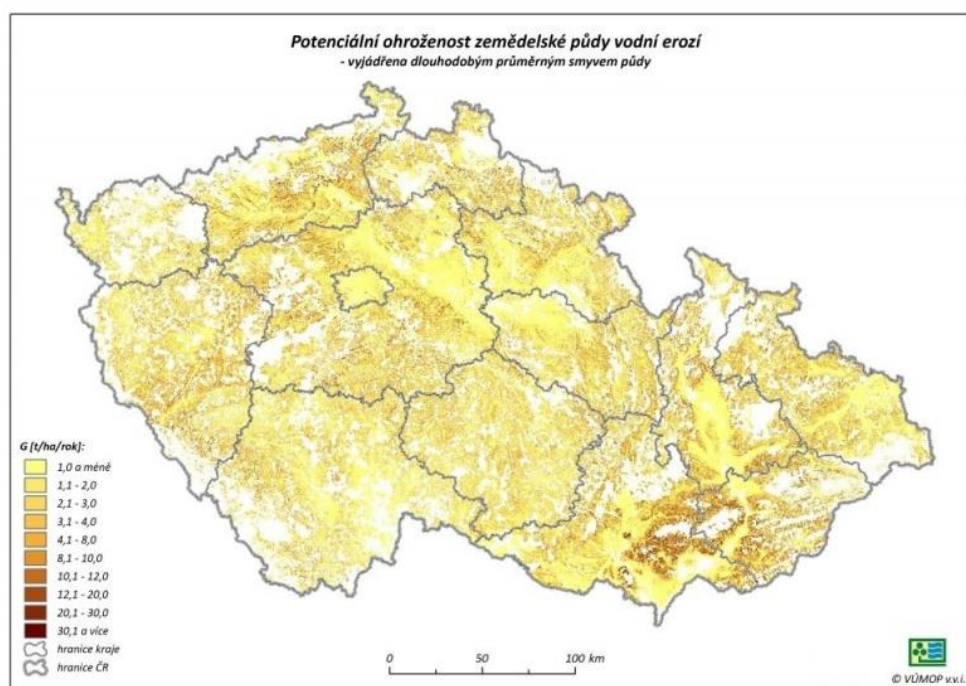 Potenciální ohroženost zemědelské půdy vodní erozí
- vyjádřena dlouhodobým průměrným smyvem půdy
G [t/ha/rok]:
1,0 a méně
1,1 - 2,0
2,1 - 3,0
3,1 - 4,0
4,1 - 8,0
8,1 - 10,0
10,1 - 12,0
12,1 - 20,0
20,1 - 30,0
30,1 a více
hranice kraje
hranice ČR
0 50 100 km
© VÚMOP v.v.i.